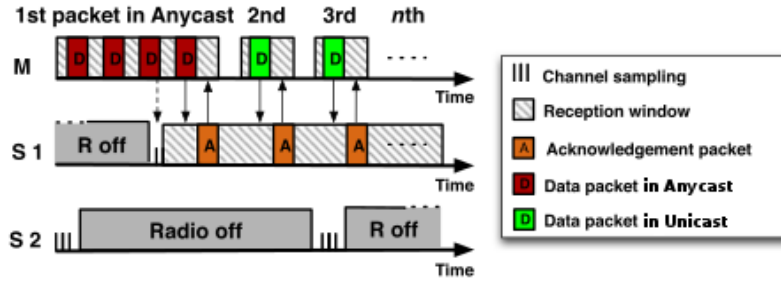 1st packet in Anycast 2nd 3rd nth
M D D D D D D
Time
S 1 R off A A A
Time
S 2 Radio off R off
Time
Channel sampling
Reception window
A Acknowledgement packet
D Data packet in Anycast
D Data packet in Unicast